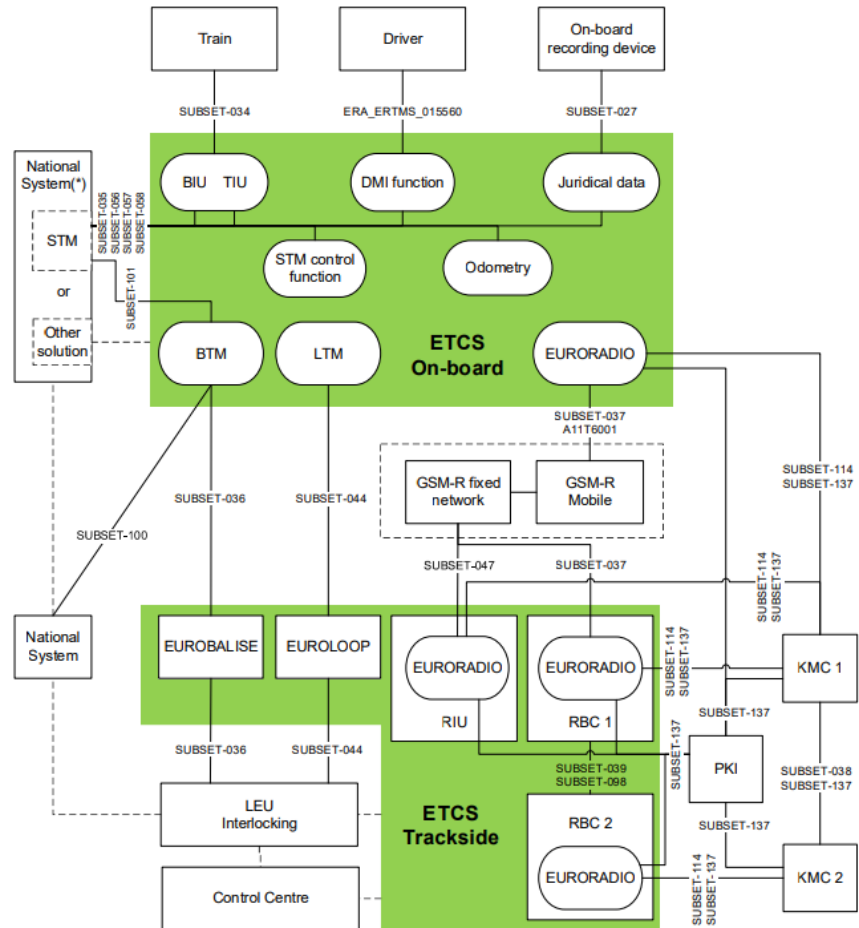 Train
Driver
On-board
recording device
SUBSET-034
ERA_ERTMS_015560
SUBSET-027
National
System(*)
STM
or
Other
solution
SUBSET-035
SUBSET-056
SUBSET-057
SUBSET-058
SUBSET-101
BIU TIU
DMI function
Juridical data
STM control
function
Odometry
BTM
LTM
ETCS
On-board
EURORADIO
SUBSET-037
A11T6001
SUBSET-114
SUBSET-137
GSM-R fixed
network
GSM-R
Mobile
SUBSET-036
SUBSET-044
SUBSET-100
SUBSET-047
SUBSET-037
SUBSET-114
SUBSET-137
National
System
EUROBALISE
EUROLOOP
EURORADIO
RIU
EURORADIO
RBC 1
SUBSET-114
SUBSET-137
KMC 1
SUBSET-137
SUBSET-036
SUBSET-044
SUBSET-039
SUBSET-098
SUBSET-137
PKI
SUBSET-038
SUBSET-137
LEU
Interlocking
ETCS
Trackside
RBC 2
EURORADIO
SUBSET-137
SUBSET-114
SUBSET-137
KMC 2
Control Centre